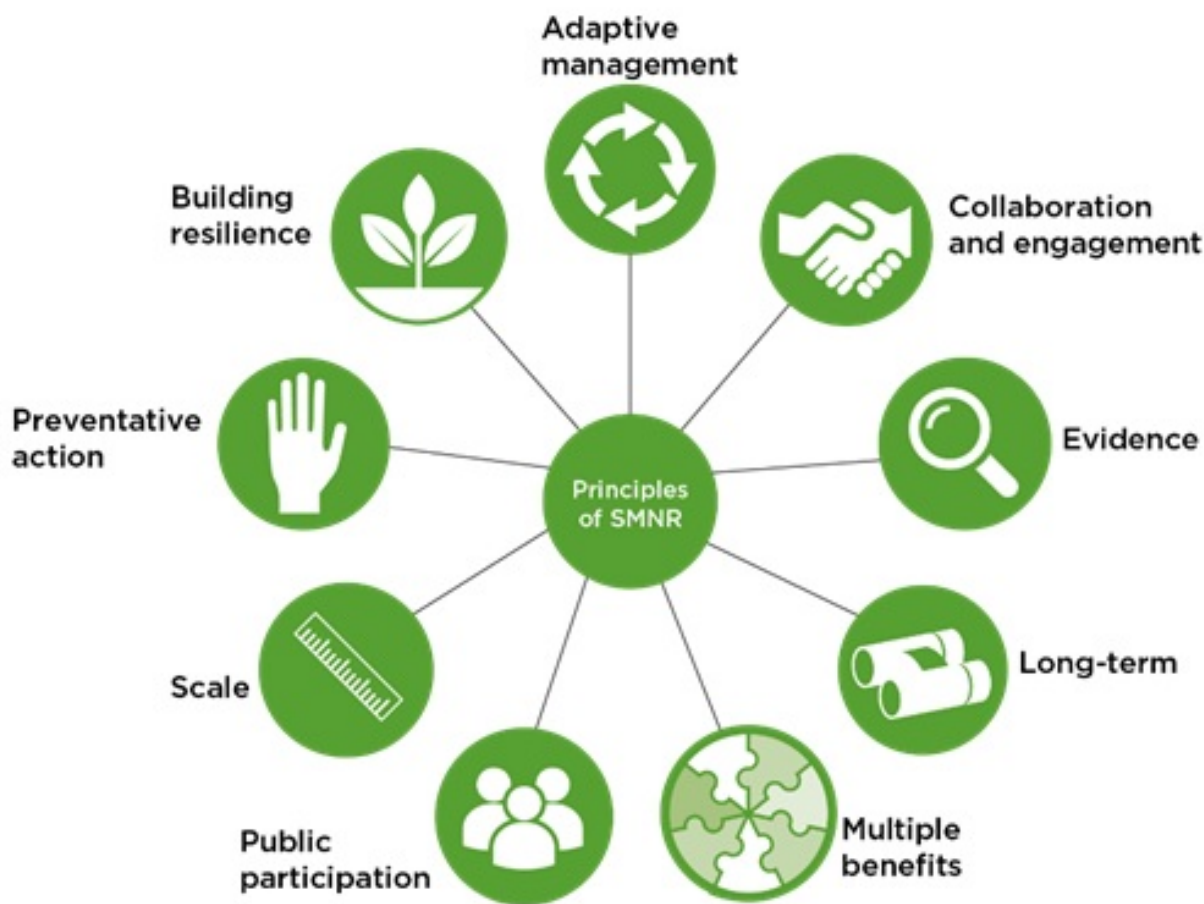 Adaptive
management
Collaboration
and engagement
Evidence
Long-term
Multiple
benefits
Public
participation
Scale
Preventative
action
Building
resilience
Principles
of SMNR